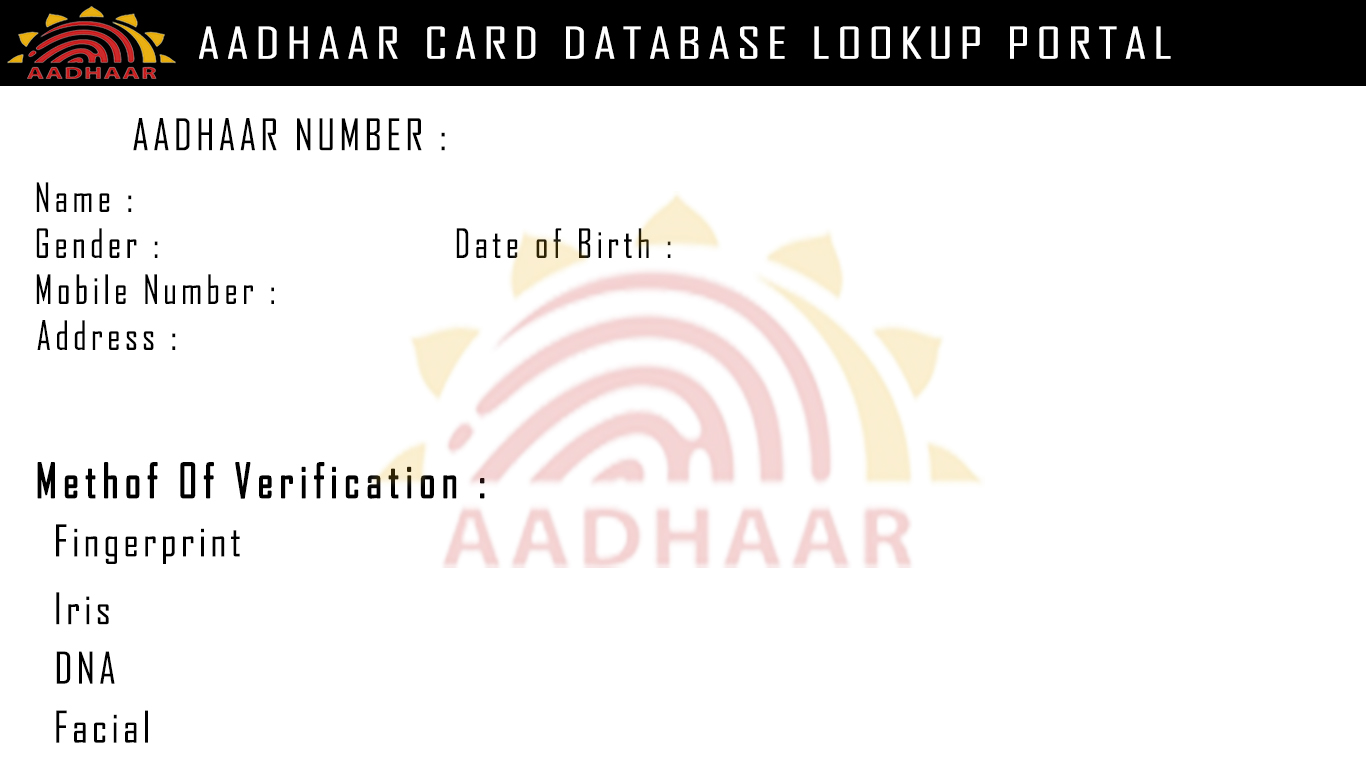 AADHAAR
AADHAAR CARD DATABASE LOOKUP PORTAL
AADHAAR NUMBER :
Name :
Gender : Date of Birth :
Mobile Number :
Address :
Methof Of Verification :
AADHAAR
Fingerprint
Iris
DNA
Facial